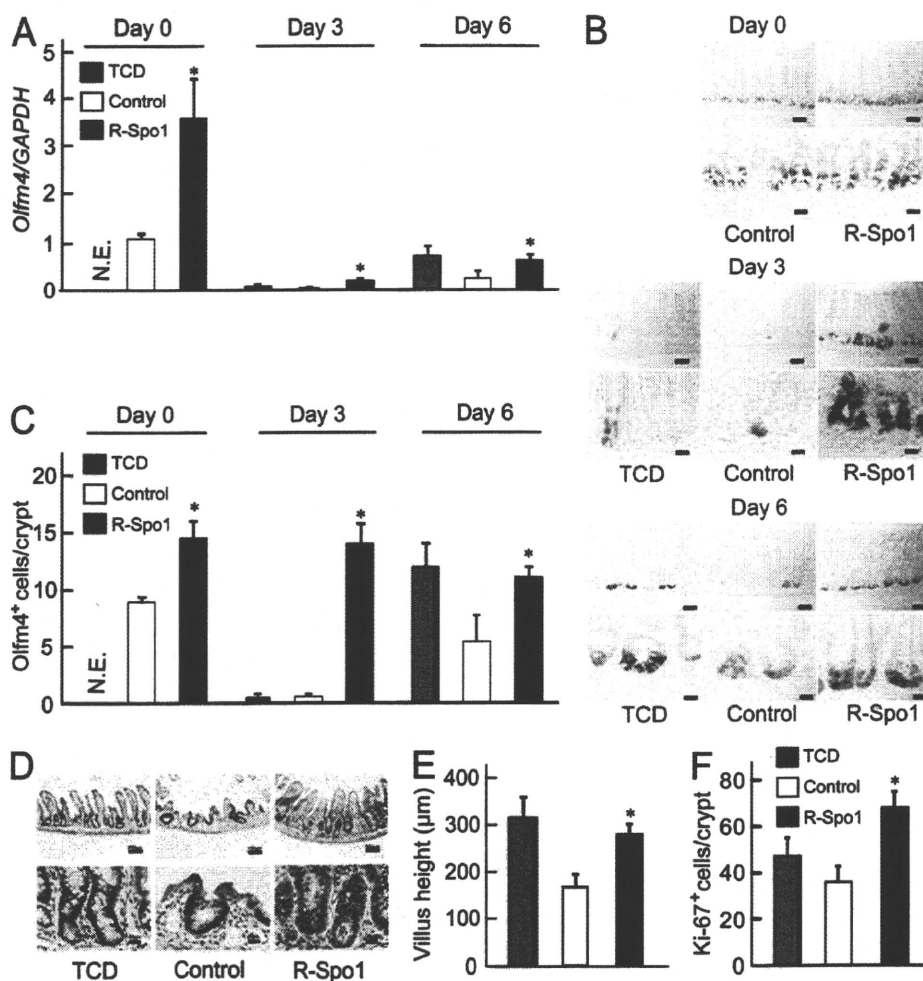 A
Day 0
Day 3
Day 6
5
4
3
2
1
0
Olfm4/GAPDH
TCD
Control
R-Spo1
N.E.
*
*
*
B
Day 0
Control
R-Spo1
Day 3
TCD
Control
R-Spo1
Day 6
TCD
Control
R-Spo1
C
Day 0
Day 3
Day 6
20
15
10
5
0
Olfm4+ cells/crypt
TCD
Control
R-Spo1
N.E.
*
*
*
D
TCD
Control
R-Spo1
E
400
300
200
100
0
Villus height (µm)
*
F
TCD
Control
R-Spo1
80
60
40
20
0
Ki-67+ cells/crypt
*